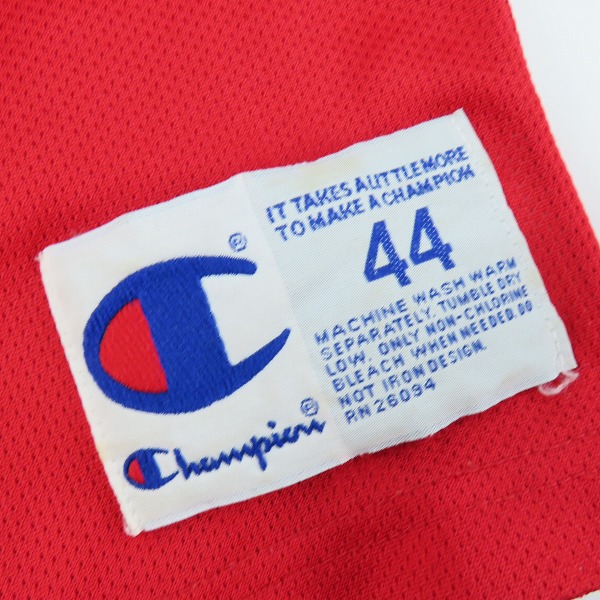 IT TAKES A LITTLE MORE
TO MAKE A CHAMPION
44
MACHINE WASH WARM
SEPARATELY, TUMBLE DRY
LOW, ONLY NON-CHLORINE
BLEACH WHEN NEEDED. DO
NOT IRON DESIGN.
RN 26094
®
Champion®